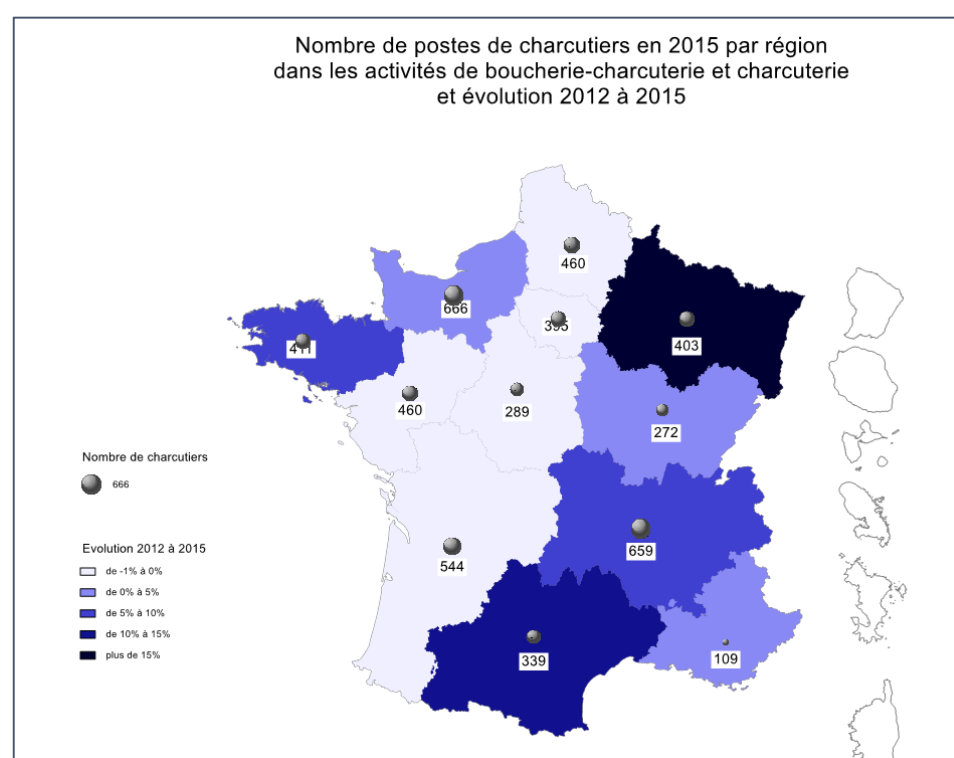 Nombre de postes de charcutiers en 2015 par région
dans les activités de boucherie-charcuterie et charcuterie
et évolution 2012 à 2015
460
666
395
411
403
460
289
272
Nombre de charcutiers
666
659
Evolution 2012 à 2015
544
de -1% à 0%
de 0% à 5%
de 5% à 10%
de 10% à 15%
339
109
plus de 15%